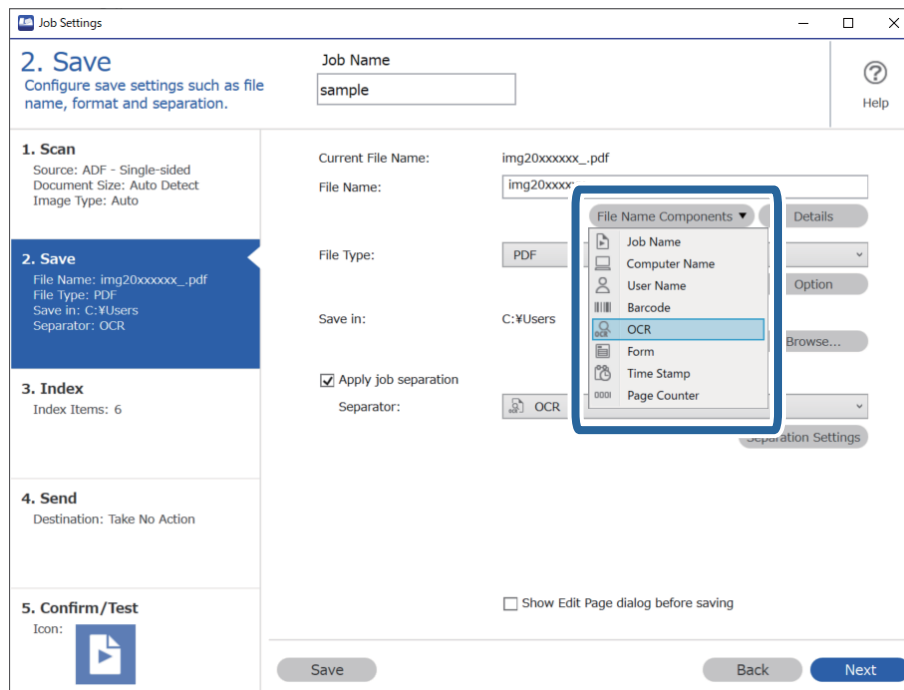 Job Settings
2. Save
Configure save settings such as file
name, format and separation.
Job Name
sample
Help
1. Scan
Source: ADF - Single-sided
Document Size: Auto Detect
Image Type: Auto
2. Save
File Name: img20xxxxxx_.pdf
File Type: PDF
Save in: C:¥Users
Separator: OCR
3. Index
Index Items: 6
4. Send
Destination: Take No Action
5. Confirm/Test
Icon:
Current File Name: img20xxxxxx_.pdf
File Name: img20xxxx
File Name Components ▼ Details
Job Name
Computer Name
User Name
Barcode
OCR
Form
Time Stamp
Page Counter
File Type: PDF
Option
Save in: C:¥Users
Browse...
Apply job separation
Separator: OCR
Separation Settings
Show Edit Page dialog before saving
Save Back Next